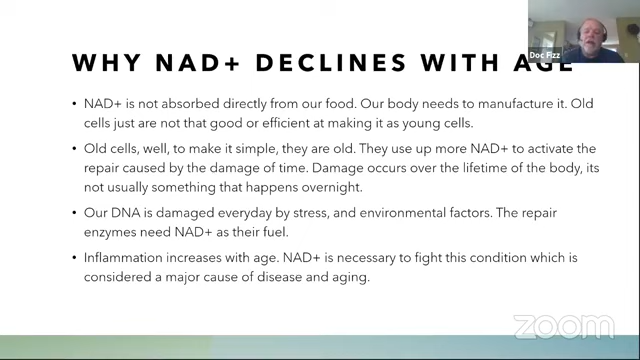 Doc Fizz
WHY NAD+ DECLINES WITH AGE
• NAD+ is not absorbed directly from our food. Our body needs to manufacture it. Old
cells just are not that good or efficient at making it as young cells.
• Old cells, well, to make it simple, they are old. They use up more NAD+ to activate the
repair caused by the damage of time. Damage occurs over the lifetime of the body, its
not usually something that happens overnight.
• Our DNA is damaged everyday by stress, and environmental factors. The repair
enzymes need NAD+ as their fuel.
• Inflammation increases with age. NAD+ is necessary to fight this condition which is
considered a major cause of disease and aging.
zoom